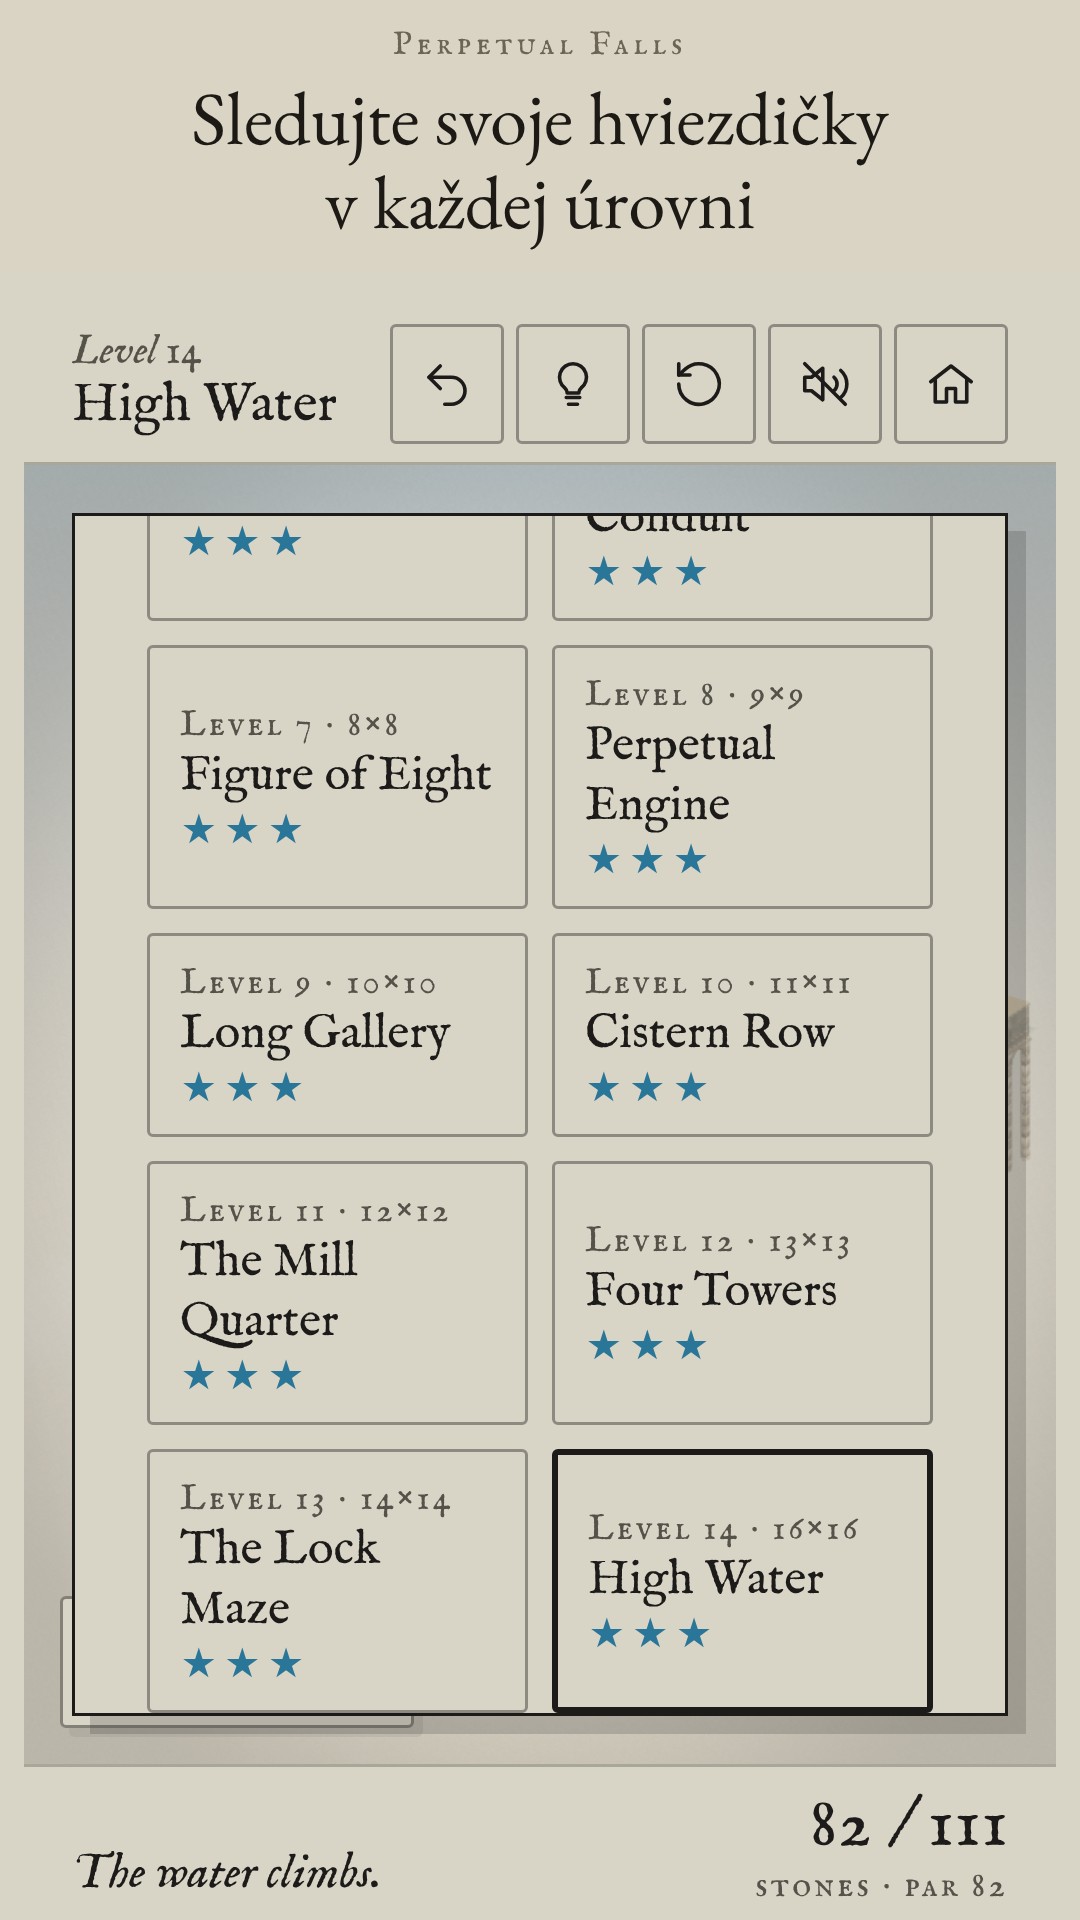 Perpetual Falls
Sledujte svoje hviezdičky
v každej úrovni
Level 14
High Water
Conduit
★ ★ ★
★ ★ ★
Level 7 · 8×8
Figure of Eight
★ ★ ★
Level 8 · 9×9
Perpetual
Engine
★ ★ ★
Level 9 · 10×10
Long Gallery
★ ★ ★
Level 10 · 11×11
Cistern Row
★ ★ ★
Level 11 · 12×12
The Mill
Quarter
★ ★ ★
Level 12 · 13×13
Four Towers
★ ★ ★
Level 13 · 14×14
The Lock
Maze
★ ★ ★
Level 14 · 16×16
High Water
★ ★ ★
The water climbs.
82 / 111
stones · par 82